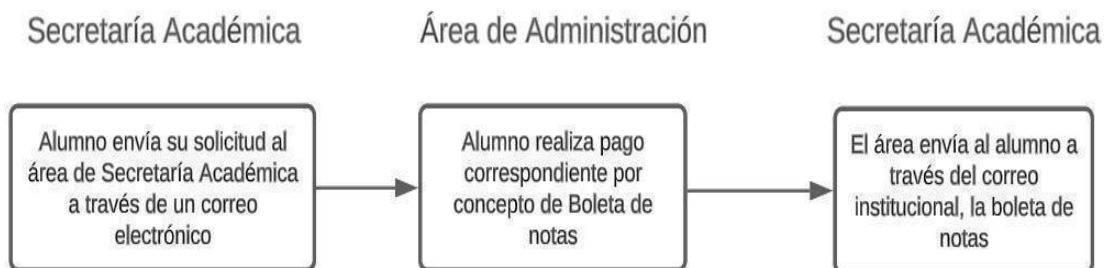 Secretaría Académica
Área de Administración
Secretaría Académica
Alumno envía su solicitud al
área de Secretaría Académica
a través de un correo
electrónico
Alumno realiza pago
correspondiente por
concepto de Boleta de
notas
El área envía al alumno a
través del correo
institucional, la boleta de
notas